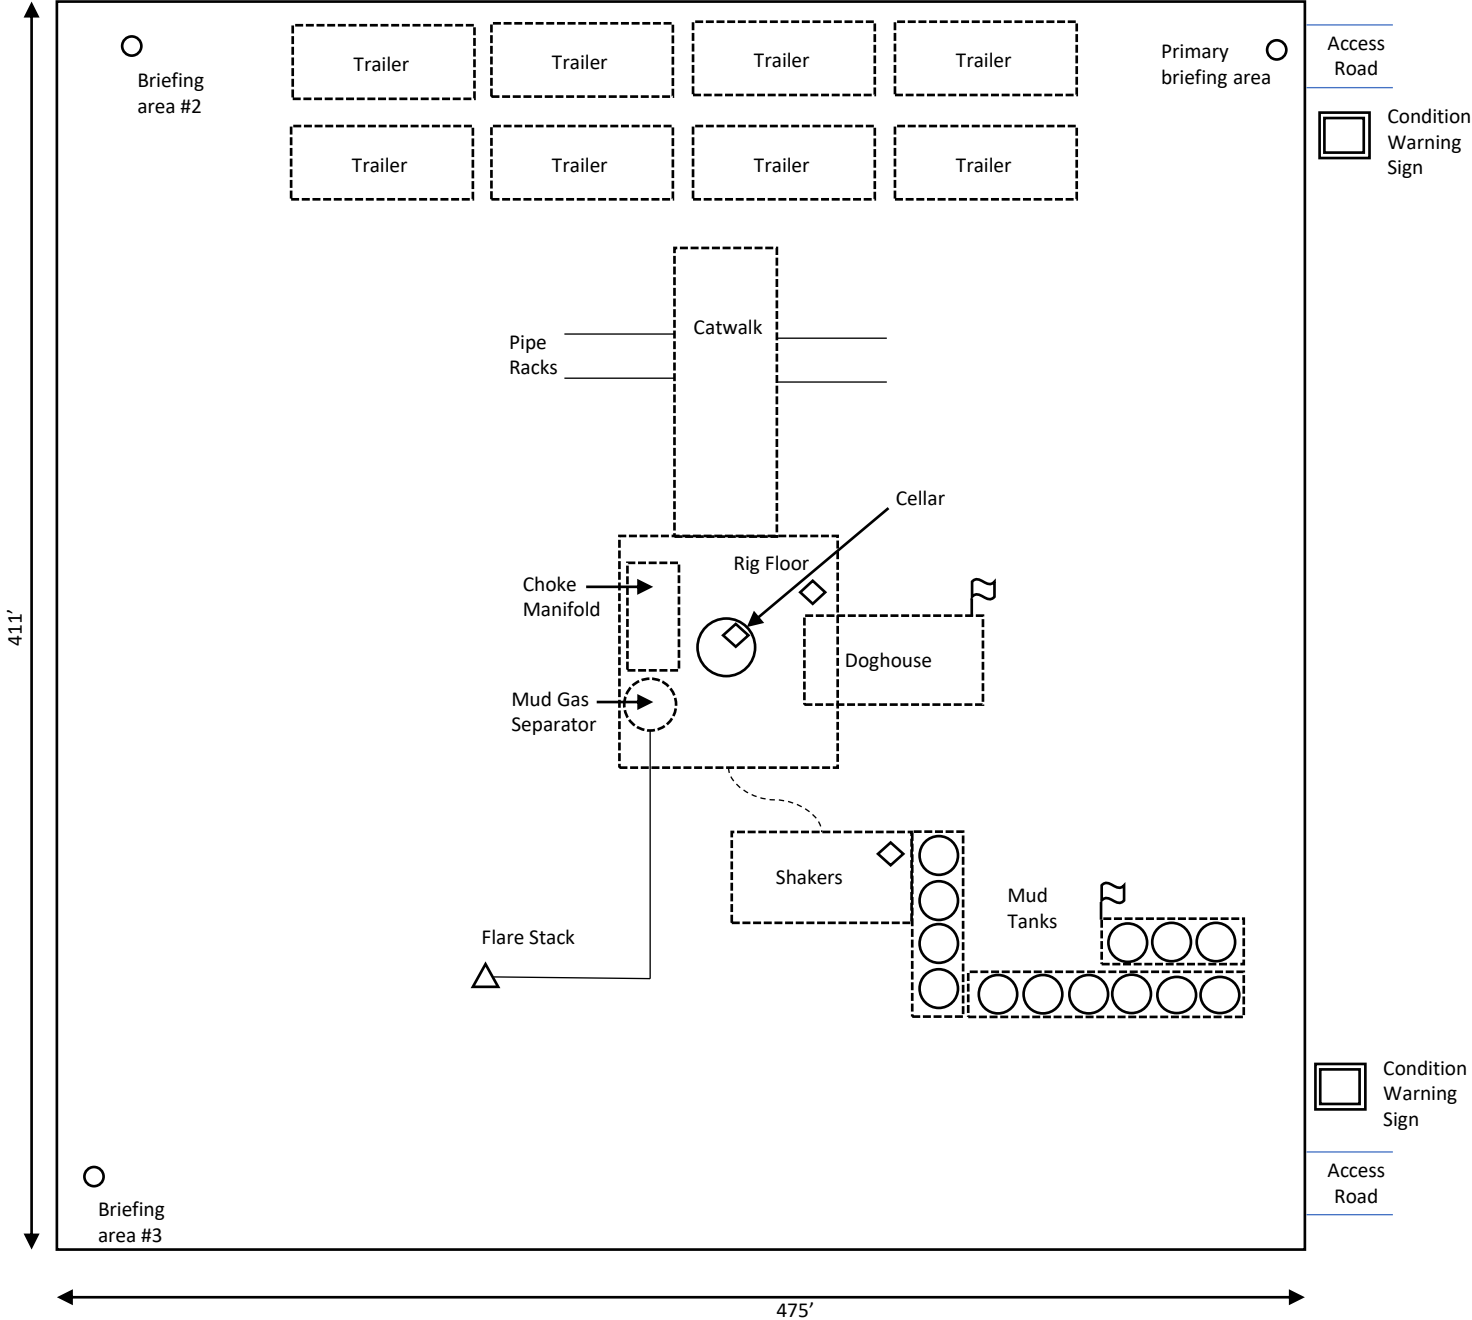 Briefing
area #2
Trailer
Trailer
Trailer
Trailer
Primary
briefing area
Access
Road
Condition
Warning
Sign
Trailer
Trailer
Trailer
Trailer
Pipe
Racks
Catwalk
Cellar
Rig Floor
Choke
Manifold
411’
Doghouse
Mud Gas
Separator
Shakers
Mud
Tanks
Flare Stack
Condition
Warning
Sign
Access
Road
Briefing
area #3
475’